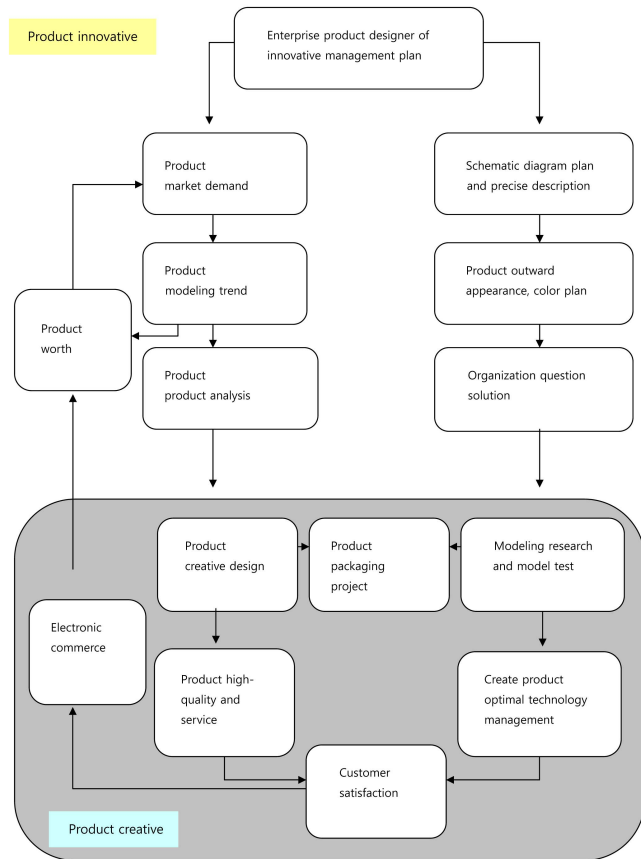 Product innovative
Enterprise product designer of
innovative management plan
Product
market demand
Schematic diagram plan
and precise description
Product
modeling trend
Product outward
appearance, color plan
Product
worth
Product
product analysis
Organization question
solution
Product
creative design
Product
packaging
project
Modeling research
and model test
Electronic
commerce
Product high-
quality and
service
Create product
optimal technology
management
Customer
satisfaction
Product creative